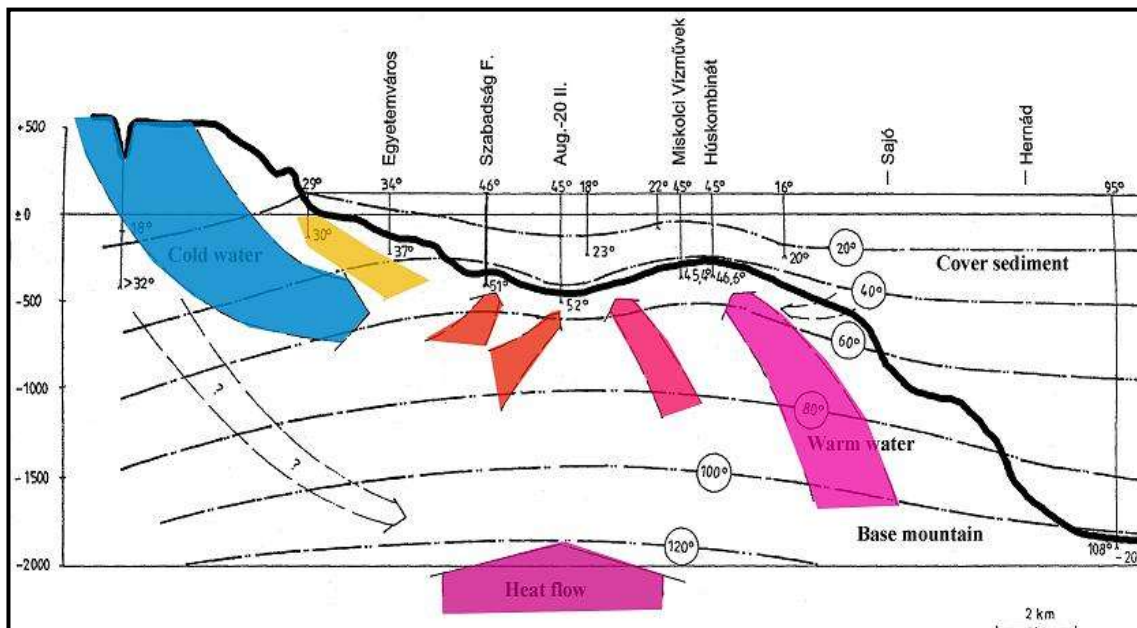 Egyetemváros
Szabadság F.
Aug.-20 II.
Miskolci Vízművek
Húskombinát
— Sajó
— Hernád
+500
29°
34°
46°
45°
18°
22°
45°
45°
16°
95°
±0
18°
30°
37°
23°
20°
20°
Cold water
Cover sediment
>32°
51°
52°
45,4°
46,6°
40°
-500
60°
-1000
?
80°
Warm water
?
100°
-1500
Base mountain
120°
108°
-20
-2000
Heat flow
2 km